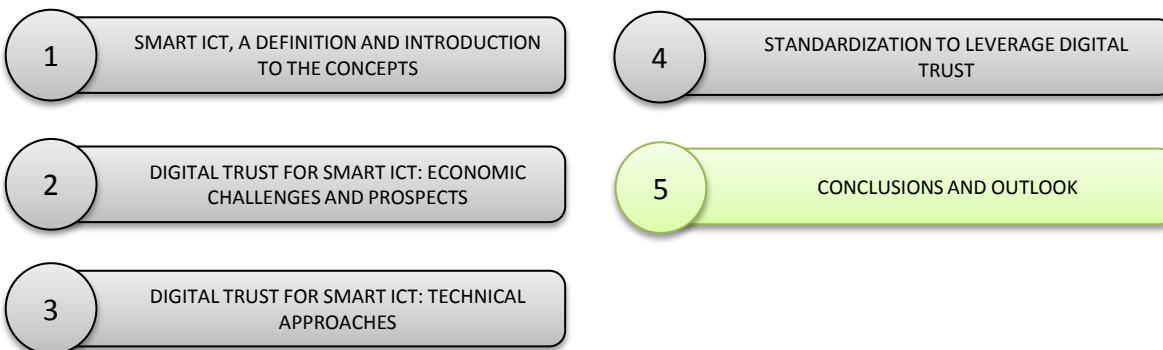 1
SMART ICT, A DEFINITION AND INTRODUCTION
TO THE CONCEPTS
2
DIGITAL TRUST FOR SMART ICT: ECONOMIC
CHALLENGES AND PROSPECTS
3
DIGITAL TRUST FOR SMART ICT: TECHNICAL
APPROACHES
4
STANDARDIZATION TO LEVERAGE DIGITAL
TRUST
5
CONCLUSIONS AND OUTLOOK